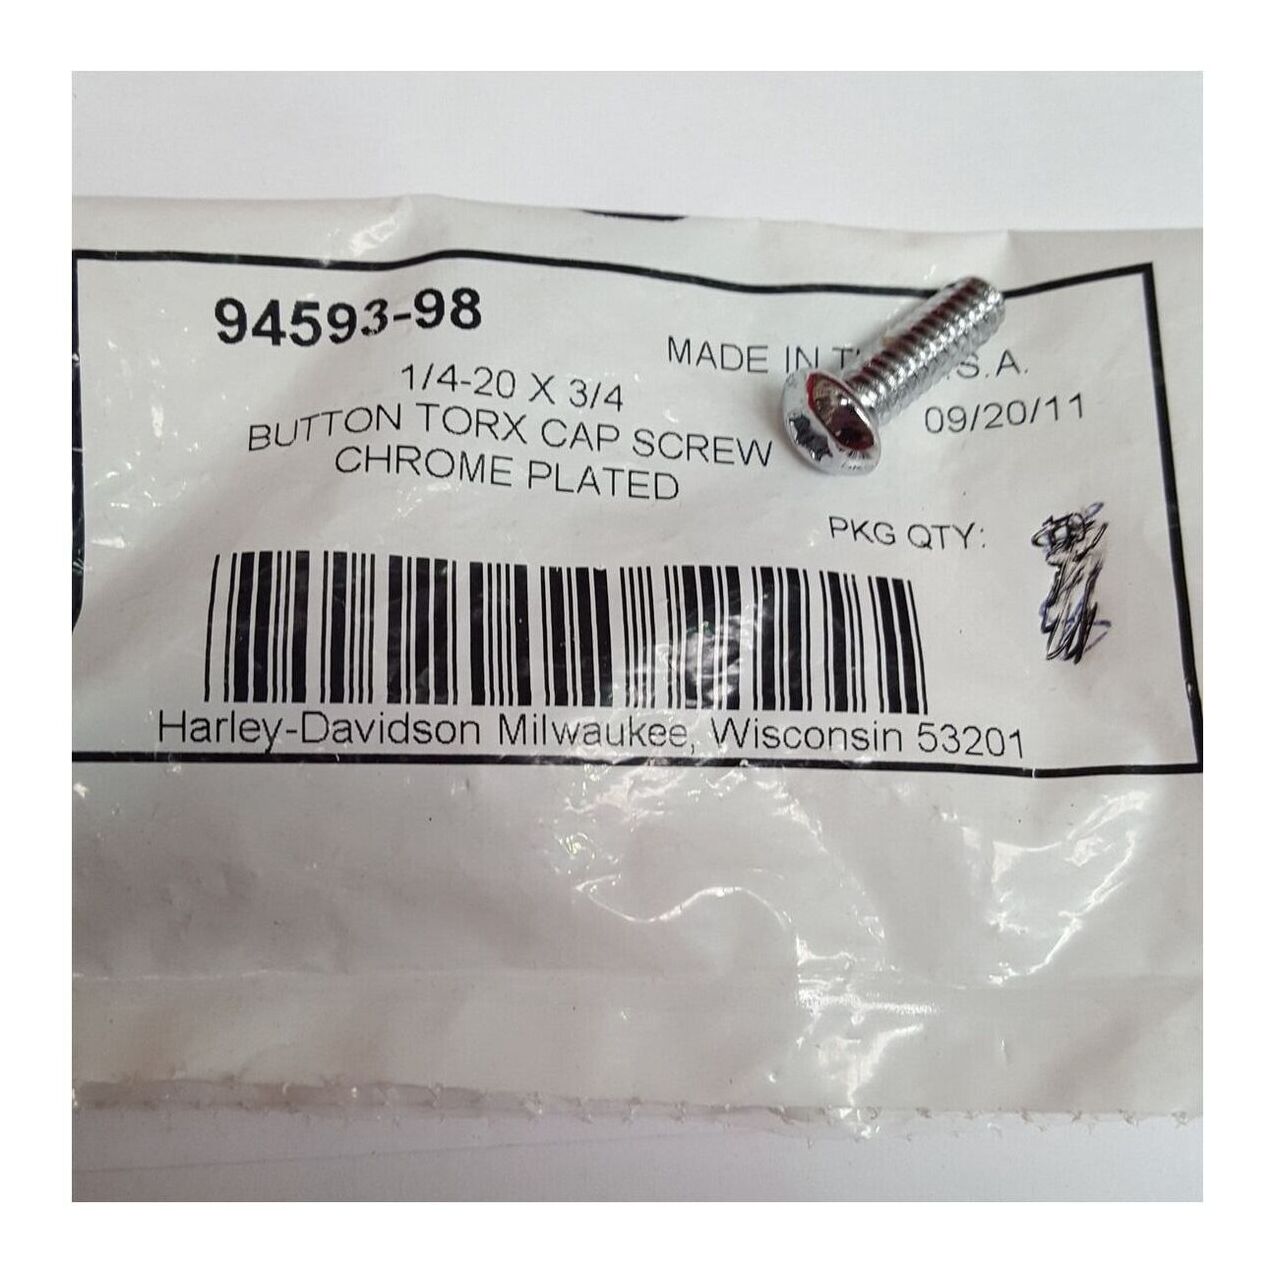 94593-98
1/4-20 X 3/4
BUTTON TORX CAP SCREW
CHROME PLATED
MADE IN
S.A.
09/20/11
PKG QTY:
Harley-Davidson Milwaukee, Wisconsin 53201